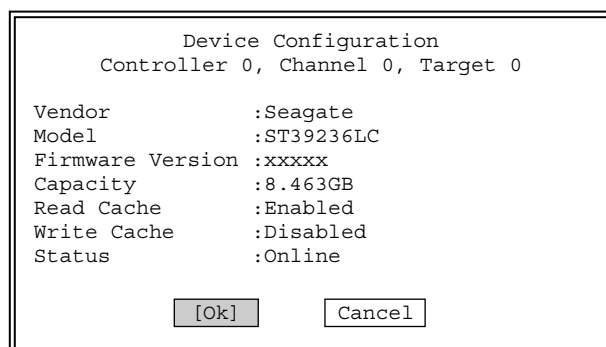 Device Configuration
Controller 0, Channel 0, Target 0
Vendor :Seagate
Model :ST39236LC
Firmware Version :xxxxx
Capacity :8.463GB
Read Cache :Enabled
Write Cache :Disabled
Status :Online
[Ok] Cancel